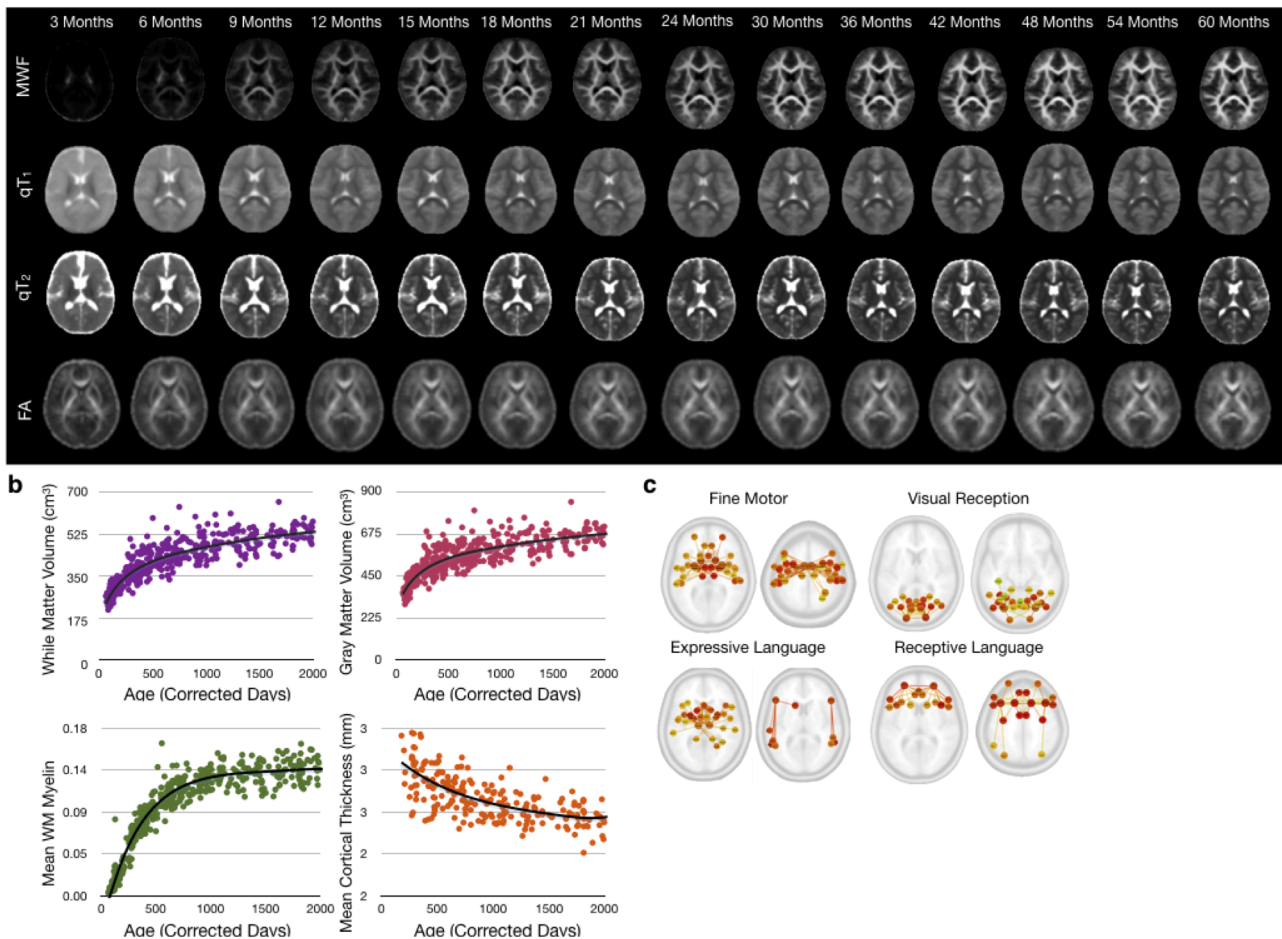 3 Months 6 Months 9 Months 12 Months 15 Months 18 Months 21 Months 24 Months 30 Months 36 Months 42 Months 48 Months 54 Months 60 Months
MWF
qT₁
qT₂
FA
b
While Matter Volume (cm³)
700
525
350
175
0
0 500 1000 1500 2000
Age (Corrected Days)
Gray Matter Volume (cm³)
900
675
450
225
0
0 500 1000 1500 2000
Age (Corrected Days)
Mean WM Myelin
0.18
0.14
0.09
0.05
0.00
0 500 1000 1500 2000
Age (Corrected Days)
Mean Cortical Thickness (mm)
3
3
3
2
2
0 500 1000 1500 2000
Age (Corrected Days)
c
Fine Motor Visual Reception
Expressive Language Receptive Language